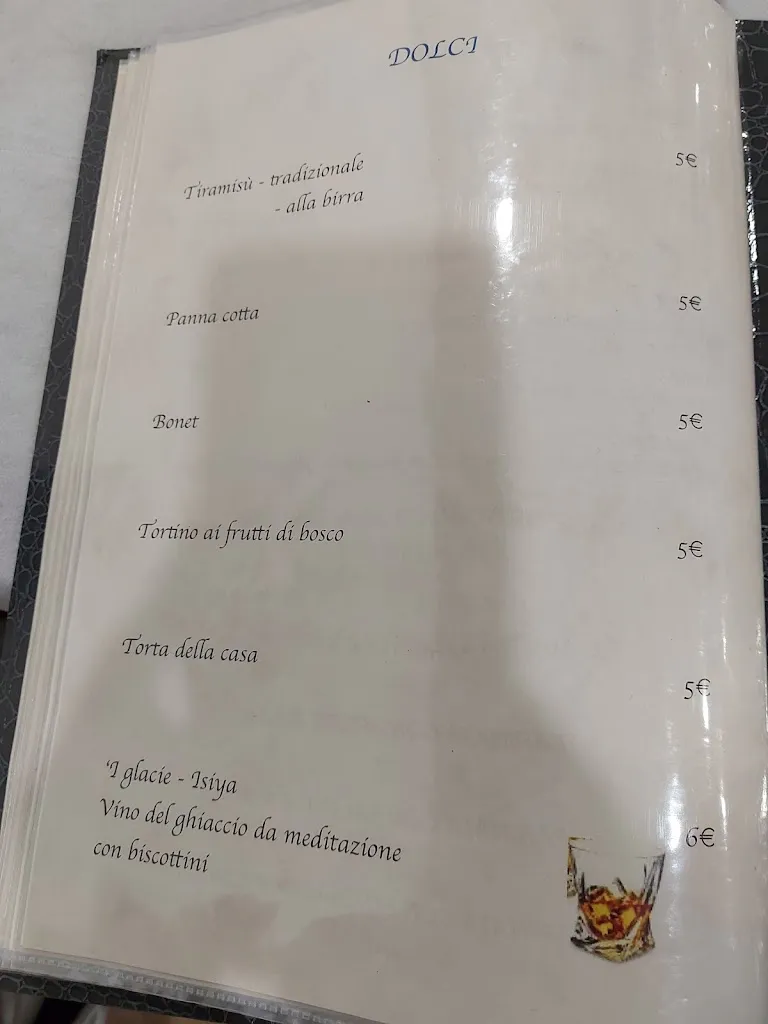 DOLCI
Tiramisù - tradizionale 5€
- alla birra
Panna cotta 5€
Bonet 5€
Tortino ai frutti di bosco 5€
Torta della casa 5€
'I glacie - Isiya
Vino del ghiaccio da meditazione 6€
con biscottini